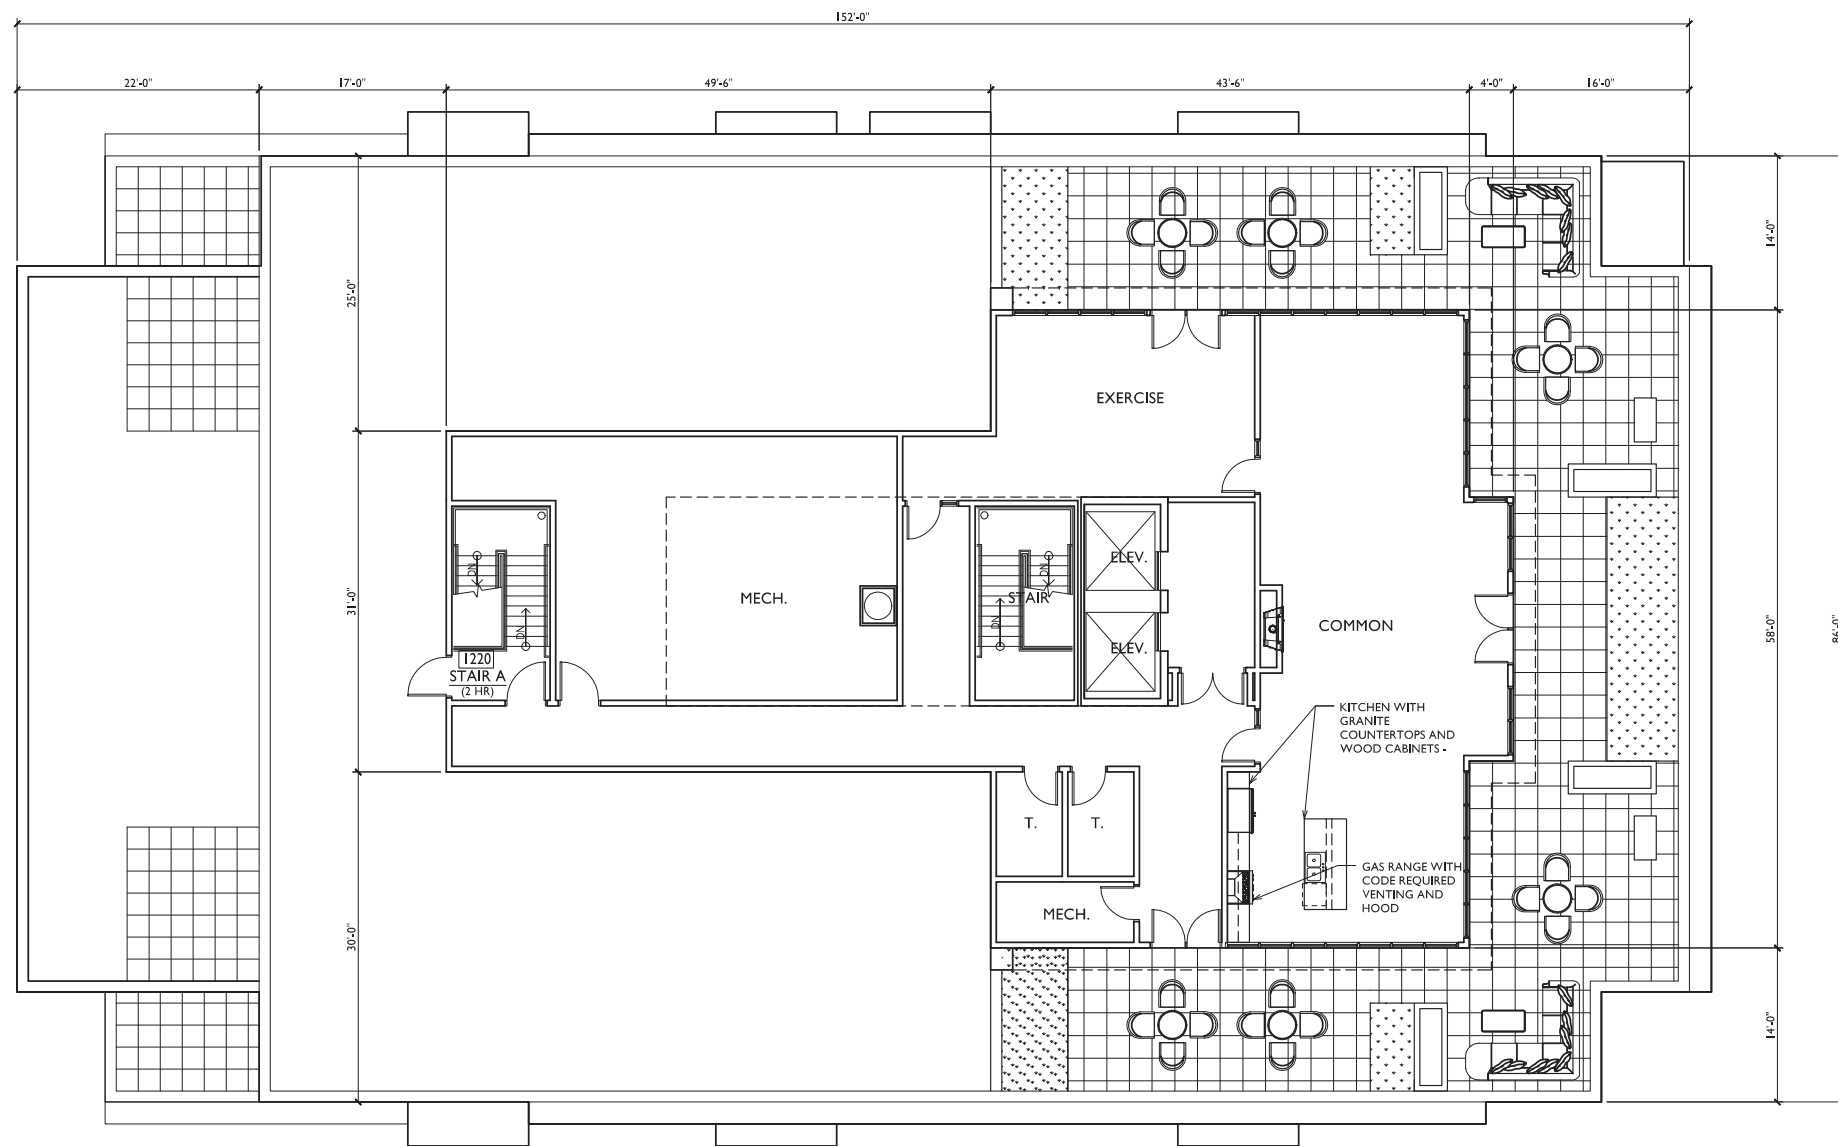 152'-0"
22'-0"
17'-0"
49'-6"
43'-6"
4'-0"
16'-0"
14'-0"
25'-0"
EXERCISE
ELEV.
DN
DN
31'-0"
MECH.
STAIR
58'-0"
86'-0"
COMMON
DN
DN
ELEV.
1220
STAIR A
(2 HR)
KITCHEN WITH
GRANITE
COUNTERTOPS AND
WOOD CABINETS -
T.
T.
GAS RANGE WITH
CODE REQUIRED
VENTING AND
HOOD
MECH.
30'-0"
14'-0"